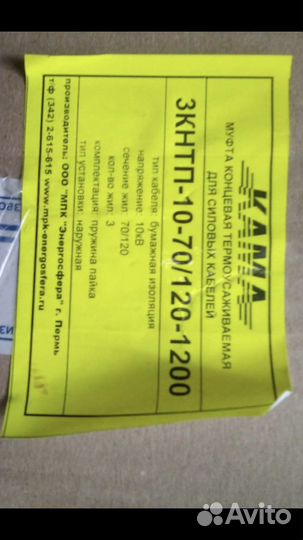 КАМА
МУФТА КОНЦЕВАЯ ТЕРМОУСАЖИВАЕМАЯ
ДЛЯ СИЛОВЫХ КАБЕЛЕЙ
3КНТП-10-70/120-1200
тип кабеля: бумажная изоляция
напряжение: 10кВ
сечение жил: 70/120
кол-во жил: 3
комплектация: пружина пайка
тип установки: наружная
производитель: ООО "МПК "Энергосфера" г. Пермь
т/ф (342) 2-615-615 www.mpk-energosfera.ru
Avito